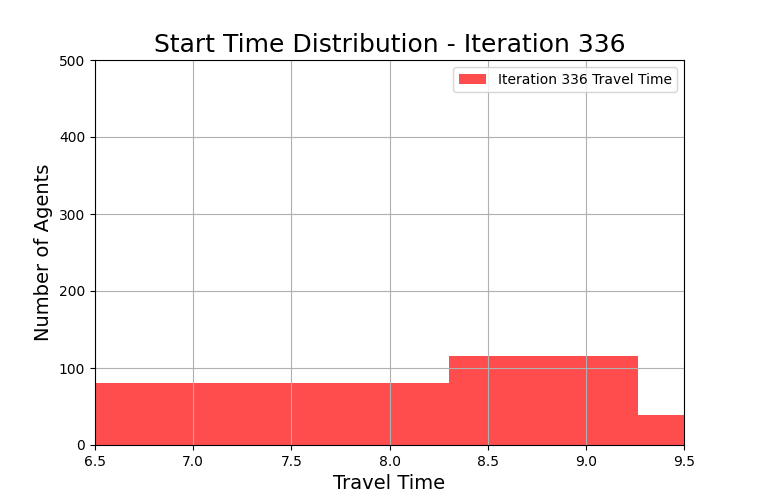 Start Time Distribution - Iteration 336
Iteration 336 Travel Time
Number of Agents
500
400
300
200
100
0
6.5 7.0 7.5 8.0 8.5 9.0 9.5
Travel Time